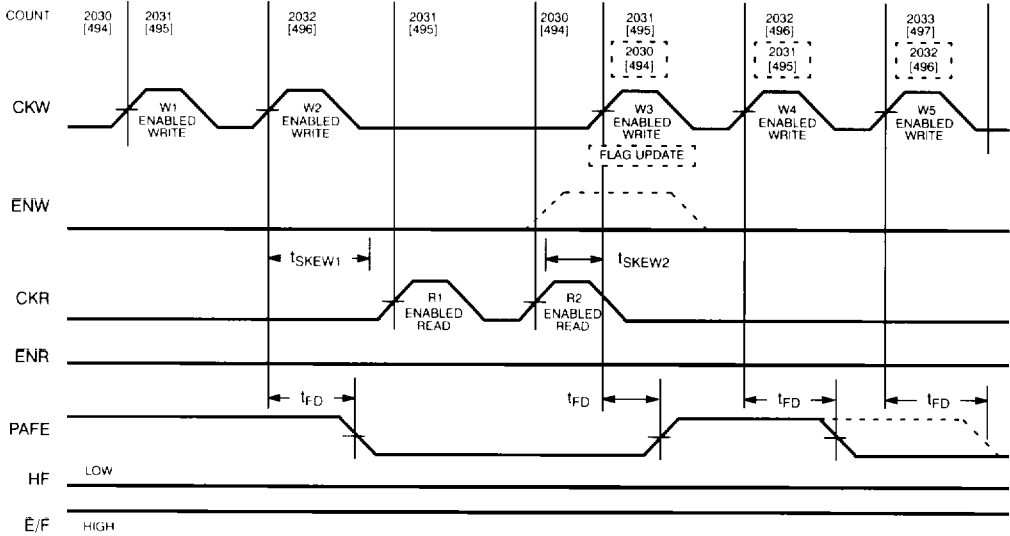 COUNT
2030
[494]
2031
[495]
2032
[496]
2031
[495]
2030
[494]
2031
[495]
2030
[494]
2032
[496]
2031
[495]
2033
[497]
2032
[496]
CKW
W1
ENABLED
WRITE
W2
ENABLED
WRITE
W3
ENABLED
WRITE
W4
ENABLED
WRITE
W5
ENABLED
WRITE
FLAG UPDATE
ENW
tSKEW1
tSKEW2
CKR
R1
ENABLED
READ
R2
ENABLED
READ
ENR
tFD
tFD
tFD
tFD
PAFE
HF
LOW
E/F
HIGH